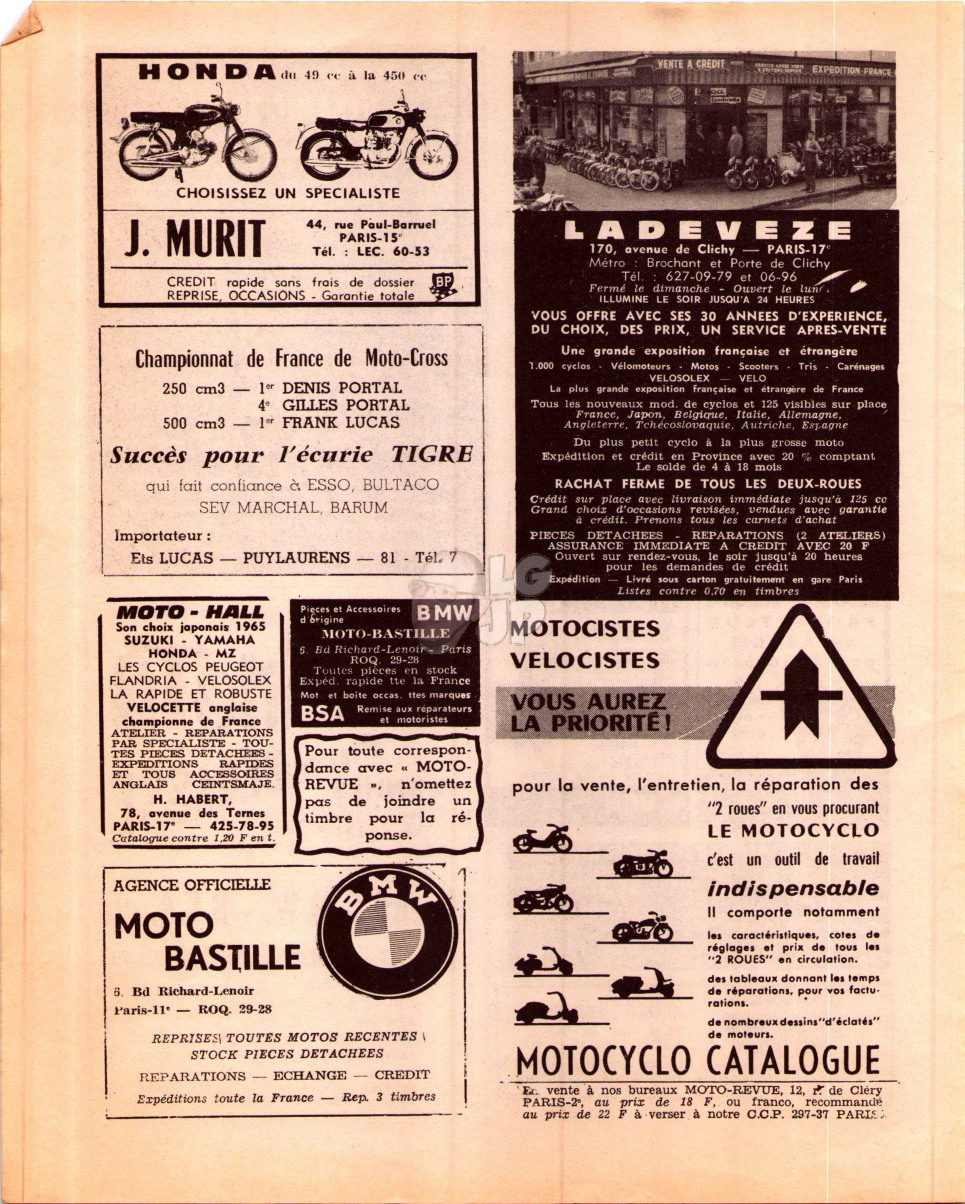 HONDA du 49 cc à la 450 cc
CHOISISSEZ UN SPECIALISTE
J. MURIT
44, rue Paul-Barruel
PARIS-15e
Tél. : LEC. 60-53
CREDIT rapide sans frais de dossier
REPRISE, OCCASIONS - Garantie totale
BP
Championnat de France de Moto-Cross
250 cm3 — 1er DENIS PORTAL
4e GILLES PORTAL
500 cm3 — 1er FRANK LUCAS
Succès pour l'écurie TIGRE
qui fait confiance à ESSO, BULTACO
SEV MARCHAL, BARUM
Importateur :
Ets LUCAS — PUYLAURENS — 81 - Tél. 7
MOTO - HALL
Son choix japonais 1965
SUZUKI - YAMAHA
HONDA - MZ
LES CYCLOS PEUGEOT
FLANDRIA - VELOSOLEX
LA RAPIDE ET ROBUSTE
VELOCETTE anglaise
championne de France
ATELIER - REPARATIONS
PAR SPECIALISTE - TOU-
TES PIECES DETACHEES -
EXPEDITIONS RAPIDES
ET TOUS ACCESSOIRES
ANGLAIS CEINTSMAJE.
H. HABERT,
78, avenue des Ternes
PARIS-17e — 425-78-95
Catalogue contre 1,20 F en t.
Pieces et Accessoires
d'origine
BMW
MOTO-BASTILLE
6. Bd Richard-Lenoir - Paris
ROQ. 29-28
Toutes pièces en stock
Expéd. rapide tte la France
Mot. et boite occas. ttes marques
BSA Remise aux réparateurs
et motoristes
Pour toute correspon-
dance avec « MOTO-
REVUE », n'omettez
pas de joindre un
timbre pour la ré-
ponse.
AGENCE OFFICIELLE
BMW
MOTO
BASTILLE
6. Bd Richard-Lenoir
Paris-11e — ROQ. 29-28
REPRISES TOUTES MOTOS RECENTES
STOCK PIECES DETACHEES
REPARATIONS — ECHANGE — CREDIT
Expéditions toute la France — Rep. 3 timbres
VENTE A CREDIT
EXPEDITION-FRANCE
LADEVEZE
170, avenue de Clichy — PARIS-17e
Métro : Brochant et Porte de Clichy
Tél. : 627-09-79 et 06-96
Fermé le dimanche - Ouvert le
ILLUMINE LE SOIR JUSQU'A 24 HEURES
VOUS OFFRE AVEC SES 30 ANNEES D'EXPERIENCE,
DU CHOIX, DES PRIX, UN SERVICE APRES-VENTE
Une grande exposition française et étrangère
1.000 cyclos - Vélomoteurs - Motos - Scooters - Tris - Carénages
VELOSOLEX — VELO
La plus grande exposition française et étrangère de France
Tous les nouveaux mod. de cyclos et 125 visibles sur place
France, Japon, Belgique, Italie, Allemagne,
Angleterre, Tchécoslovaquie, Autriche, Espagne
Du plus petit cyclo à la plus grosse moto
Expédition et crédit en Province avec 20 % comptant
Le solde de 4 à 18 mois
RACHAT FERME DE TOUS LES DEUX-ROUES
Crédit sur place avec livraison immédiate jusqu'à 125 cc
Grand choix d'occasions revisées, vendues avec garantie
à crédit. Prenons tous les carnets d'achat
PIECES DETACHEES - REPARATIONS (2 ATELIERS)
ASSURANCE IMMEDIATE A CREDIT AVEC 20 F
Ouvert sur rendez-vous, le soir jusqu'à 20 heures
pour les demandes de crédit
Expédition — Livré sous carton gratuitement en gare Paris
Listes contre 0,70 en timbres
LG
JP
MOTOCISTES
VELOCISTES
VOUS AUREZ
LA PRIORITÉ !
pour la vente, l'entretien, la réparation des
"2 roues" en vous procurant
LE MOTOCYCLO
c'est un outil de travail
indispensable
Il comporte notamment
les caractéristiques, cotes de
réglages et prix de tous les
"2 ROUES" en circulation.
des tableaux donnant les temps
de réparations, pour vos factu-
rations.
de nombreux dessins "d'éclatés"
de moteurs.
MOTOCYCLO CATALOGUE
En vente à nos bureaux MOTO-REVUE, 12, r. de Cléry
PARIS-2e, au prix de 18 F, ou franco, recommandé
au prix de 22 F à verser à notre C.C.P. 297-37 PARIS.